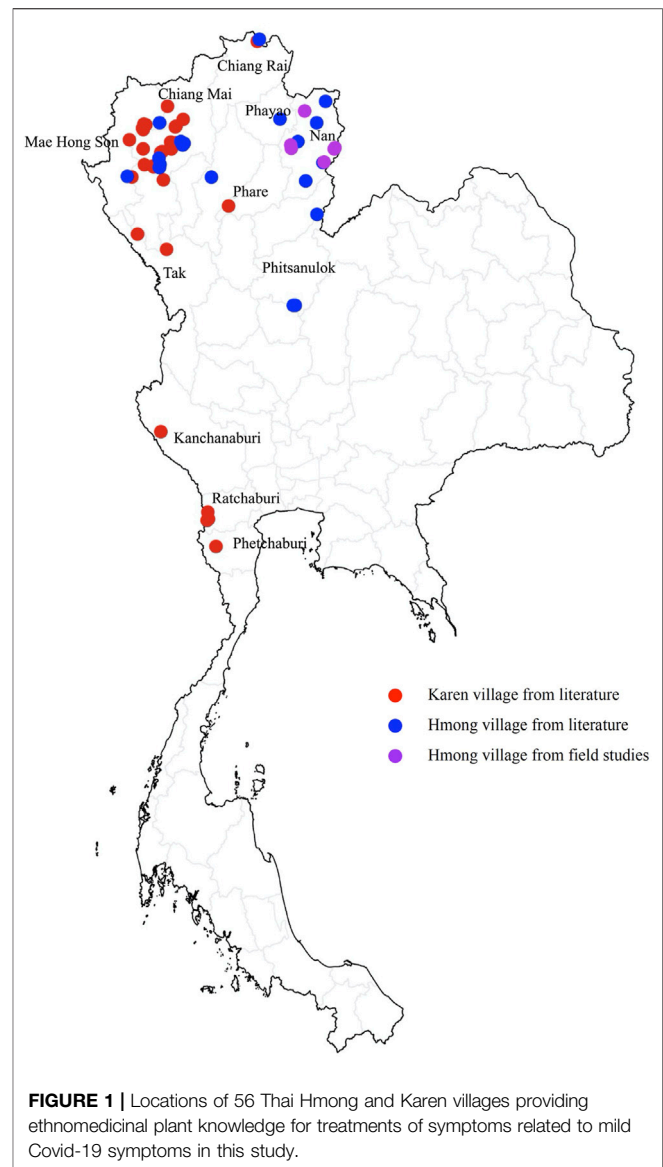 Chiang Rai
Chiang Mai
Phayao
Mae Hong Son
Nan
Phare
Phitsanulok
Tak
Kanchanaburi
Ratchaburi
Phetchaburi
Karen village from literature
Hmong village from literature
Hmong village from field studies
FIGURE 1 | Locations of 56 Thai Hmong and Karen villages providing
ethnomedicinal plant knowledge for treatments of symptoms related to mild
Covid-19 symptoms in this study.